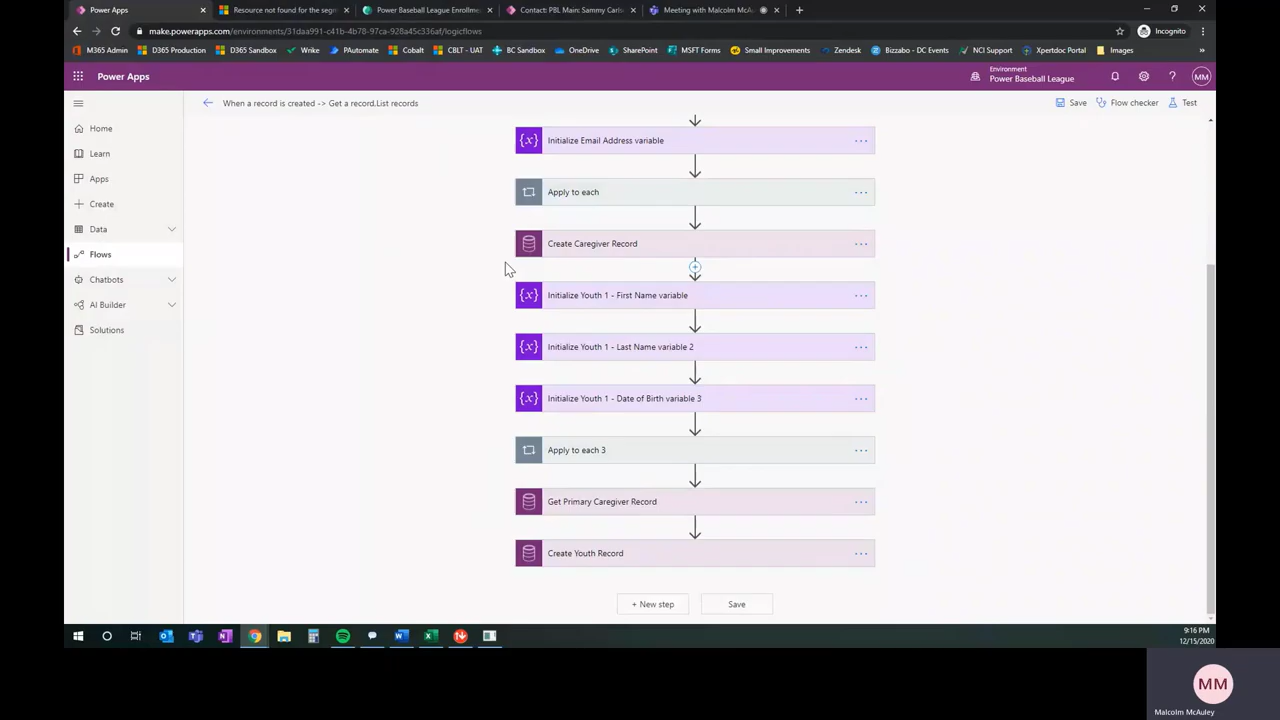 Power Apps
Resource not found for the segm
Power Baseball League Enrollme
Contact: PBL Main: Sammy Carls
Meeting with Malcolm McAu
make.powerapps.com/environments/31daa991-c41b-4b78-97ca-928a45c336af/logicflows
Incognito
M365 Admin
D365 Production
D365 Sandbox
Wrike
PAutomate
Cobalt
CBLT - UAT
BC Sandbox
OneDrive
SharePoint
MSFT Forms
Small Improvements
Zendesk
Bizzabo - DC Events
NCI Support
Xpertdoc Portal
Images
Power Apps
Environment
Power Baseball League
MM
When a record is created -> Get a record,List records
Save
Flow checker
Test
Home
Learn
Apps
Create
Data
Flows
Chatbots
AI Builder
Solutions
Initialize Email Address variable
Apply to each
Create Caregiver Record
Initialize Youth 1 - First Name variable
Initialize Youth 1 - Last Name variable 2
Initialize Youth 1 - Date of Birth variable 3
Apply to each 3
Get Primary Caregiver Record
Create Youth Record
+ New step
Save
9:16 PM
12/15/2020
MM
Malcolm McAuley